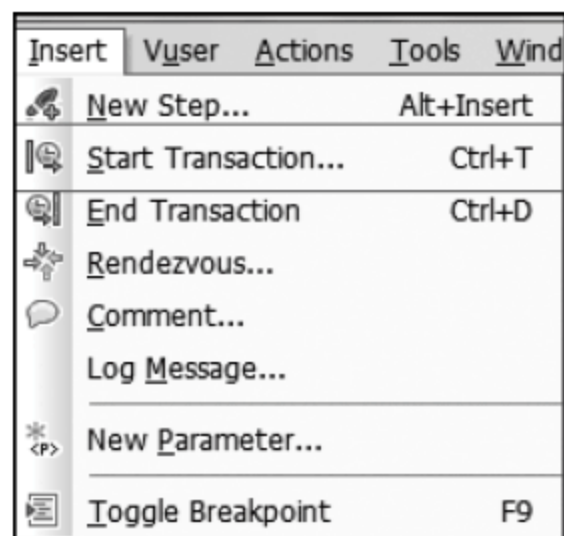 Insert Vuser Actions Tools Wind
New Step... Alt+Insert
Start Transaction... Ctrl+T
End Transaction Ctrl+D
Rendezvous...
Comment...
Log Message...
<P> New Parameter...
Toggle Breakpoint F9